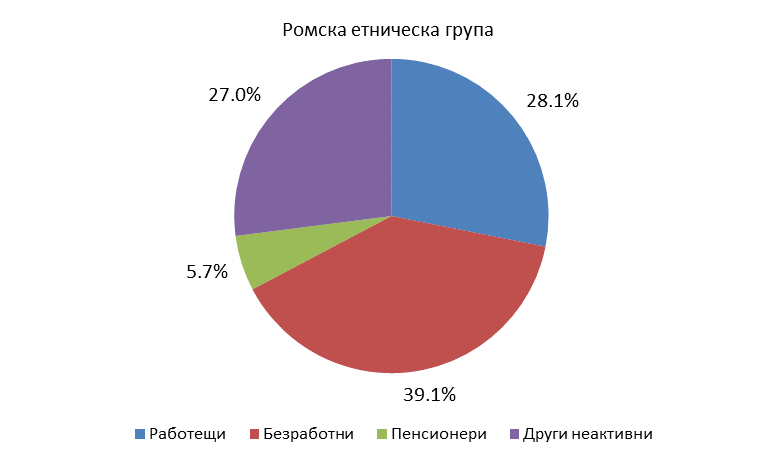 Ромска етническа група
27.0%
28.1%
5.7%
39.1%
Работещи Безработни Пенсионери Други неактивни